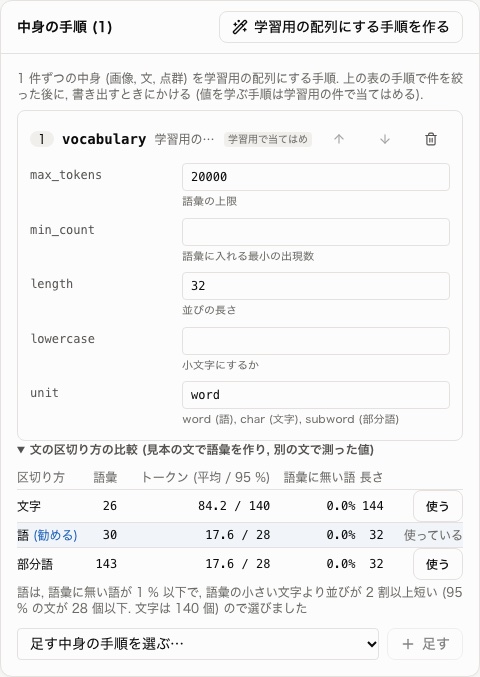 中身の手順 (1)
学習用の配列にする手順を作る
1 件ずつの中身 (画像, 文, 点群) を学習用の配列にする手順. 上の表の手順で件を絞
った後に, 書き出すときにかける (値を学ぶ手順は学習用の件で当てはめる).
1 vocabulary 学習用の… 学習用で当てはめ
max_tokens 20000
語彙の上限
min_count
語彙に入れる最小の出現数
length 32
並びの長さ
lowercase
小文字にするか
unit word
word (語), char (文字), subword (部分語)
▼ 文の区切り方の比較 (見本の文で語彙を作り, 別の文で測った値)
区切り方 語彙 トークン (平均 / 95 %) 語彙に無い語 長さ
文字 26 84.2 / 140 0.0% 144 使う
語 (勧める) 30 17.6 / 28 0.0% 32 使っている
部分語 143 17.6 / 28 0.0% 32 使う
語は, 語彙に無い語が 1 % 以下で, 語彙の小さい文字より並びが 2 割以上短い (95
% の文が 28 個以下. 文字は 140 個) ので選びました
足す中身の手順を選ぶ… + 足す